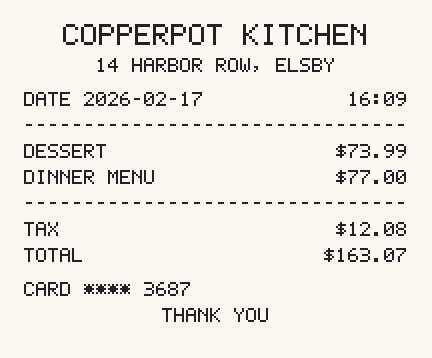 COPPERPOT KITCHEN
14 HARBOR ROW, ELSBY
DATE 2026-02-17 16:09
--------------------------------
DESSERT $73.99
DINNER MENU $77.00
--------------------------------
TAX $12.08
TOTAL $163.07
CARD **** 3687
THANK YOU